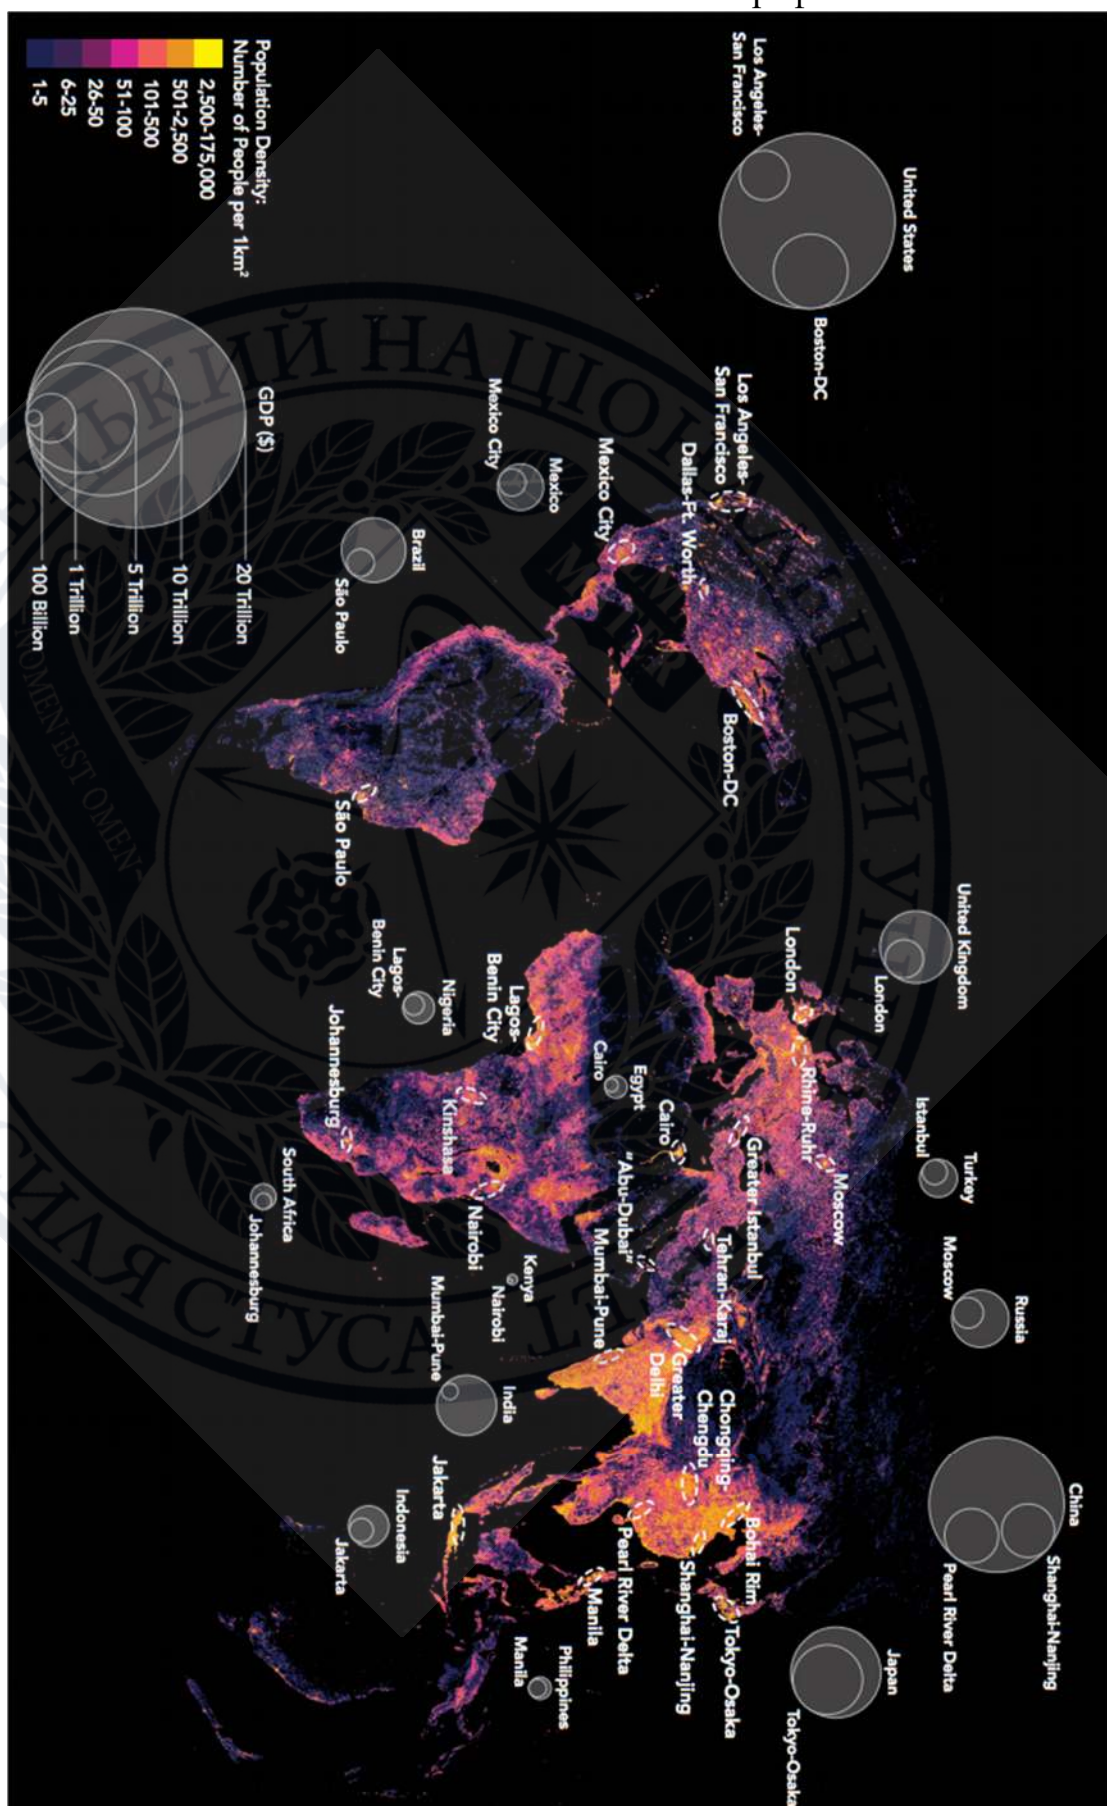 China
Shanghai-Nanjing
Russia
Turkey
United Kingdom
Pearl River Delta
Moscow
Istanbul
United States
Japan
London
Boston-DC
Tokyo-Osaka
Los Angeles-
San Francisco
London
Moscow
Rhine-Ruhr
Los Angeles-
San Francisco
Boston-DC
Greater Istanbul
Bohai Rim
Tokyo-Osaka
Tehran-Karaj
Chongqing-
Chengdu
Dallas-Ft. Worth
Greater
Delhi
Shanghai-Nanjing
Cairo
Egypt
Cairo
"Abu-Dubai"
Mumbai-Pune
Pearl River Delta
Manila
Mexico City
Mexico
Mexico City
Lagos-
Benin City
Kenya
Nairobi
Philippines
Manila
India
Mumbai-Pune
Nairobi
Kinshasa
Nigeria
Lagos-
Benin City
Jakarta
Brazil
São Paulo
São Paulo
Johannesburg
Indonesia
Jakarta
South Africa
Johannesburg
Population Density:
Number of People per 1km²
2,500-175,000
501-2,500
101-500
51-100
26-50
6-25
1-5
GDP ($)
20 Trillion
10 Trillion
5 Trillion
1 Trillion
100 Billion
НАЦІОНАЛЬНИЙ
СТУСА
NOMEN·EST OMEN